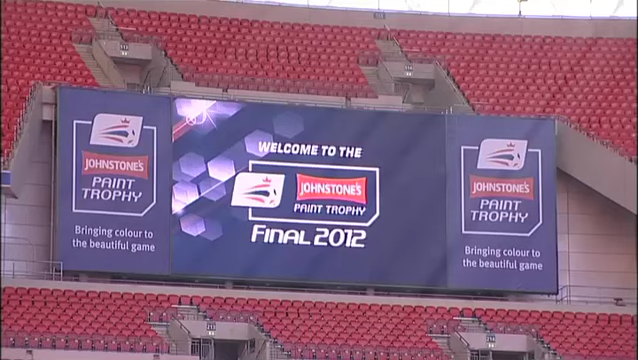 JOHNSTONE'S
PAINT
TROPHY
Bringing colour to
the beautiful game
WELCOME TO THE
JOHNSTONE'S
PAINT TROPHY
FINAL 2012
JOHNSTONE'S
PAINT
TROPHY
Bringing colour to
the beautiful game